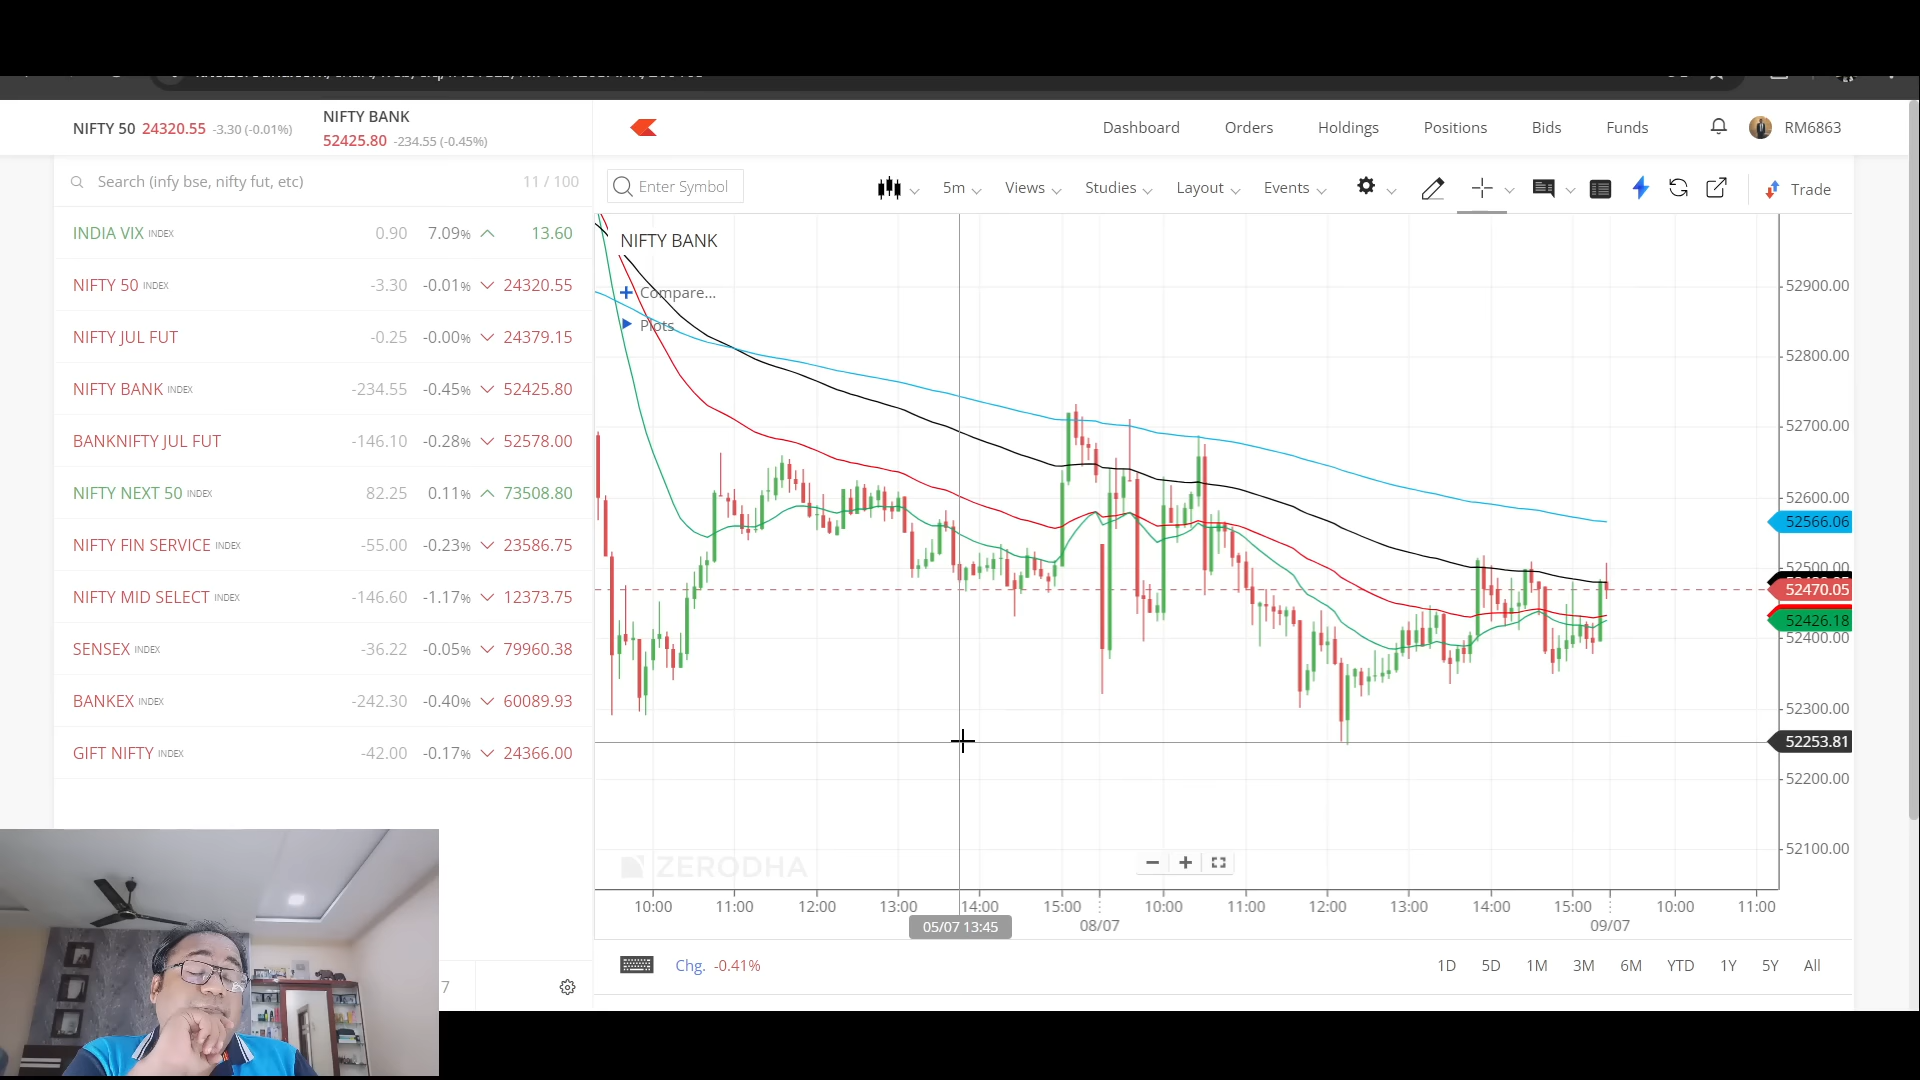 NIFTY 50 24320.55 -3.30 (-0.01%)
NIFTY BANK
52425.80 -234.55 (-0.45%)
Dashboard Orders Holdings Positions Bids Funds RM6863
Search (infy bse, nifty fut, etc) 11 / 100
Enter Symbol 5m Views Studies Layout Events Trade
INDIA VIX INDEX 0.90 7.09% 13.60
NIFTY 50 INDEX -3.30 -0.01% 24320.55
NIFTY JUL FUT -0.25 -0.00% 24379.15
NIFTY BANK INDEX -234.55 -0.45% 52425.80
BANKNIFTY JUL FUT -146.10 -0.28% 52578.00
NIFTY NEXT 50 INDEX 82.25 0.11% 73508.80
NIFTY FIN SERVICE INDEX -55.00 -0.23% 23586.75
NIFTY MID SELECT INDEX -146.60 -1.17% 12373.75
SENSEX INDEX -36.22 -0.05% 79960.38
BANKEX INDEX -242.30 -0.40% 60089.93
GIFT NIFTY INDEX -42.00 -0.17% 24366.00
7
NIFTY BANK
Compare...
Plots
52900.00
52800.00
52700.00
52600.00
52566.06
52500.00
52470.05
52426.18
52400.00
52300.00
52253.81
52200.00
52100.00
ZERODHA
10:00 11:00 12:00 13:00 14:00 15:00 10:00 11:00 12:00 13:00 14:00 15:00 10:00 11:00
05/07 13:45 08/07 09/07
Chg. -0.41% 1D 5D 1M 3M 6M YTD 1Y 5Y All